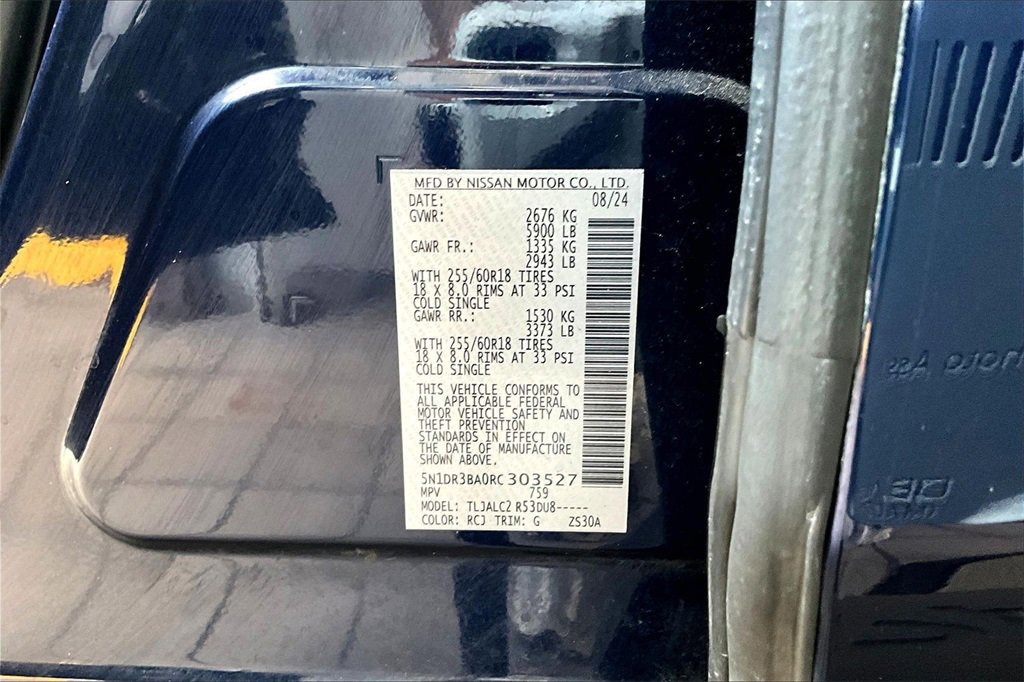 MFD BY NISSAN MOTOR CO., LTD.
DATE: 08/24
GVWR: 2676 KG
5900 LB
GAWR FR.: 1335 KG
2943 LB
WITH 255/60R18 TIRES
18 X 8.0 RIMS AT 33 PSI
COLD SINGLE
GAWR RR.: 1530 KG
3373 LB
WITH 255/60R18 TIRES
18 X 8.0 RIMS AT 33 PSI
COLD SINGLE
THIS VEHICLE CONFORMS TO
ALL APPLICABLE FEDERAL
MOTOR VEHICLE SAFETY AND
THEFT PREVENTION
STANDARDS IN EFFECT ON
THE DATE OF MANUFACTURE
SHOWN ABOVE.
5N1DR3BA0RC303527
MPV 759
MODEL: TLJALC2 R53DU8-----
COLOR: RCJ TRIM: G ZS30A